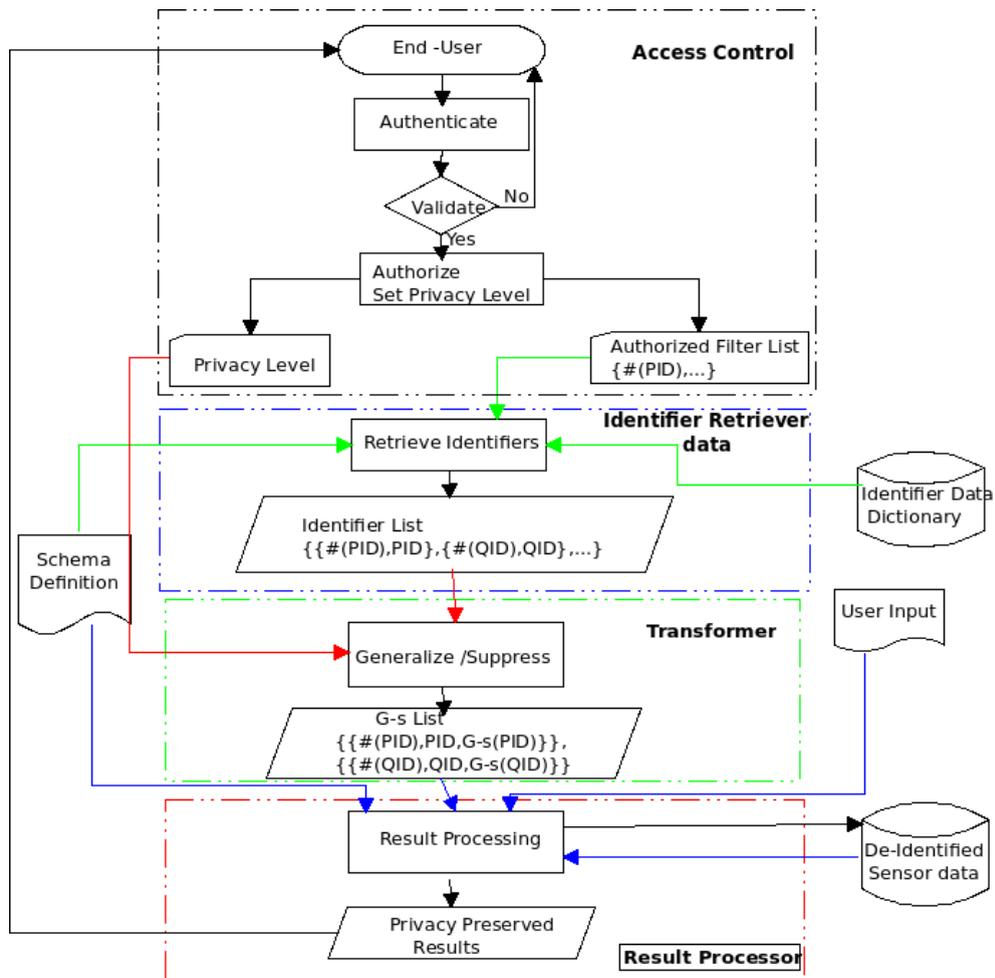 End -User
Access Control
Authenticate
Validate
No
Yes
Authorize
Set Privacy Level
Privacy Level
Authorized Filter List
{#(PID),...}
Identifier Retriever
data
Retrieve Identifiers
Identifier Data
Dictionary
Identifier List
{{#(PID),PID},{#(QID),QID},...}
Schema
Definition
User Input
Transformer
Generalize /Suppress
G-s List
{{#(PID),PID,G-s(PID)}},
{{#(QID),QID,G-s(QID)}}
Result Processing
De-Identified
Sensor data
Privacy Preserved
Results
Result Processor